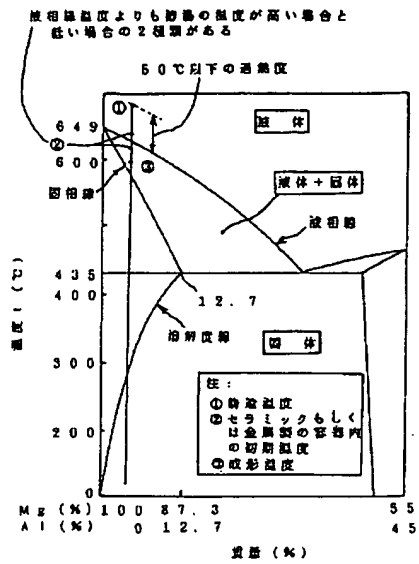 液相線温度よりも溶湯の温度が高い場合と
低い場合の2種類がある
50℃以下の過熱度
①
液体
649
②
600
③
固相線
液体+固体
液相線
435
12.7
400
温度t(℃)
溶解度線
固体
300
注:
①鋳造温度
②セラミックもしく
は金属製の容器内
の初期温度
③成形温度
200
0
Mg(%)100 87.3 55
Al(%) 0 12.7 45
質量(%)